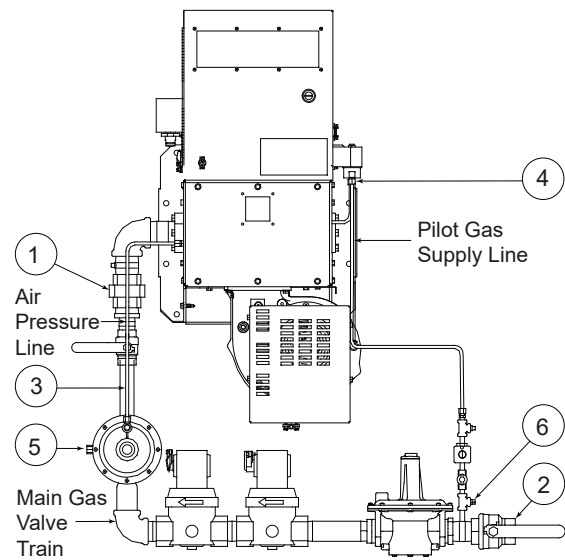 4
Pilot Gas
Supply Line
1
Air
Pressure
Line
3
5
6
2
Main Gas
Valve
Train